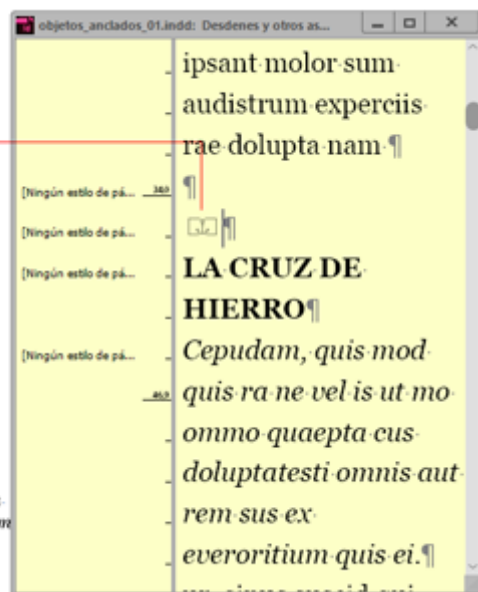 objetos_anclados_01.indd: Desdenes y otros as...
ipsant molor sum
audistrum experciis
rae dolupta nam ¶
[Ningún estilo de pá... ¶
[Ningún estilo de pá... ¶
[Ningún estilo de pá... LA CRUZ DE
HIERRO¶
[Ningún estilo de pá... Cepudam, quis mod
quis ra ne vel is ut mo
ommo quaepta cus
doluptatesti omnis aut
rem sus ex
everoritium quis ei.¶